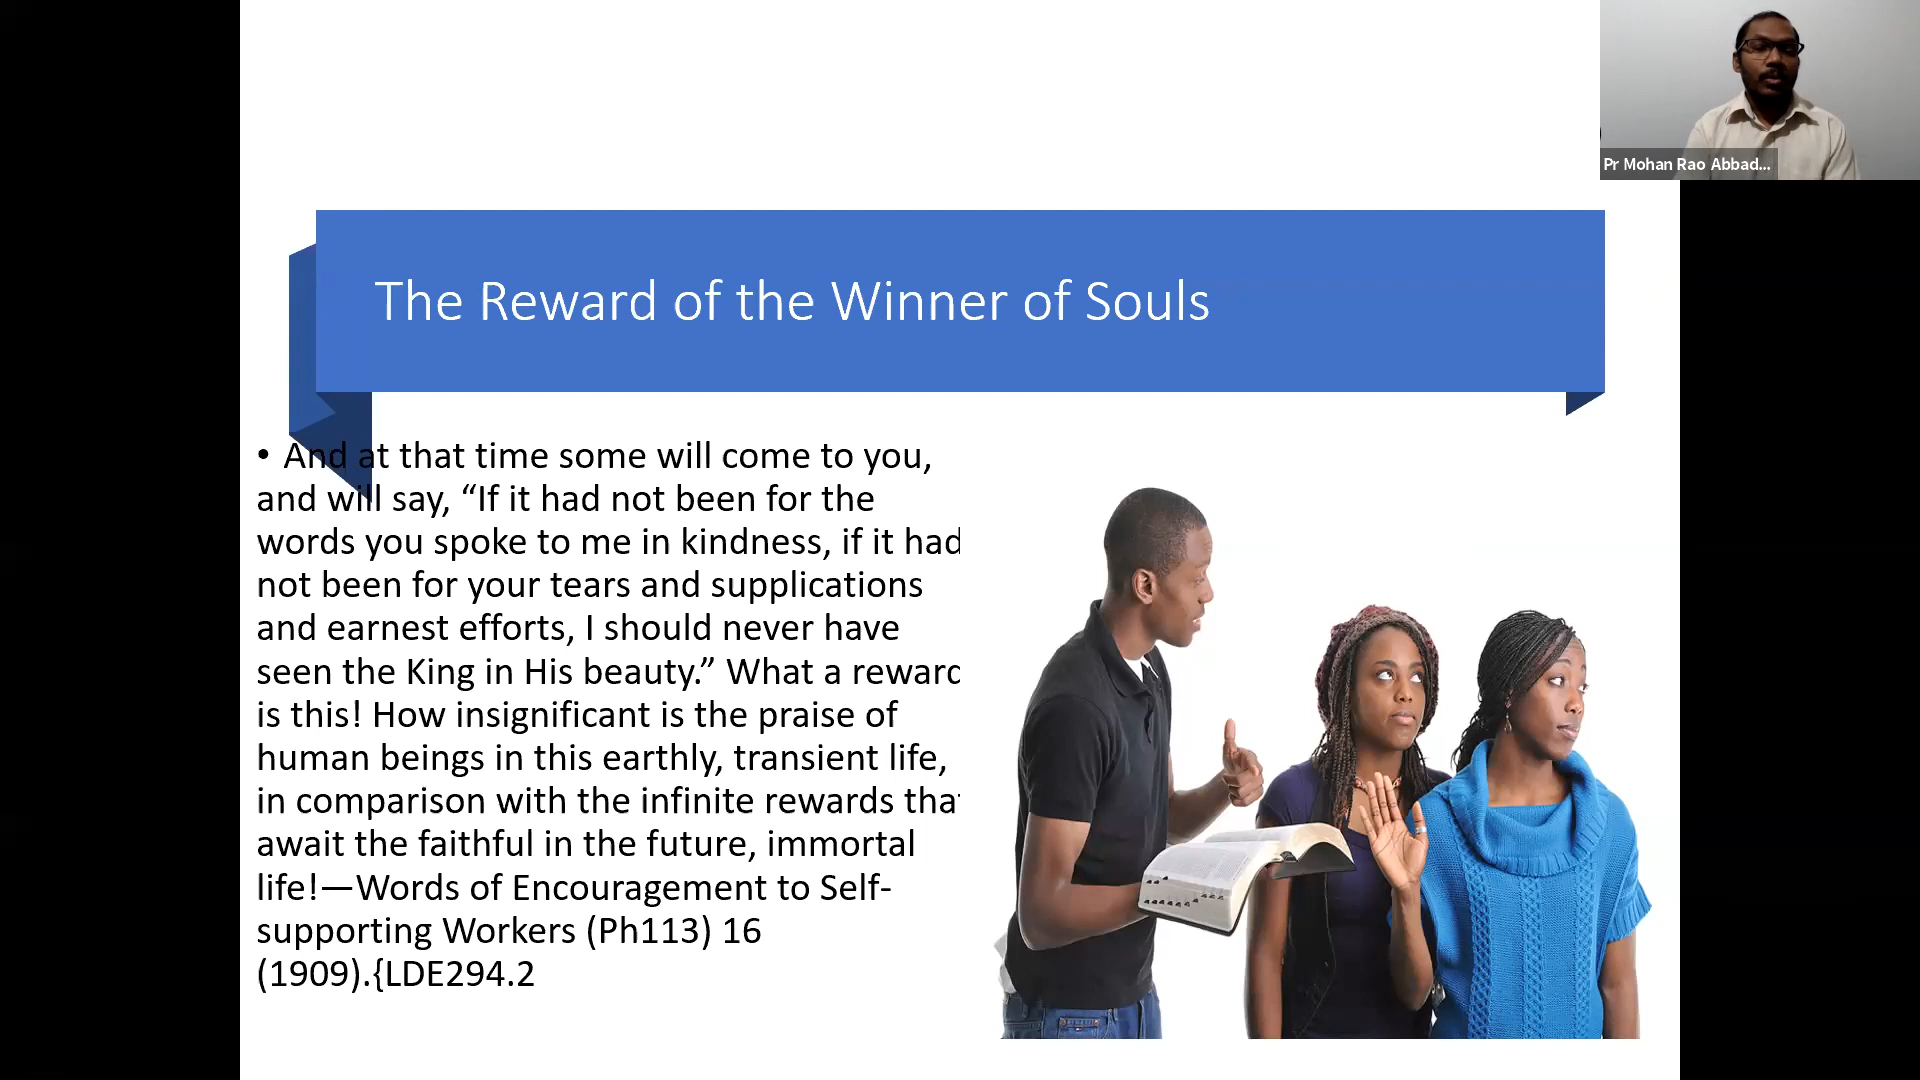 Pr Mohan Rao Abbad...
The Reward of the Winner of Souls
• And at that time some will come to you,
and will say, “If it had not been for the
words you spoke to me in kindness, if it had
not been for your tears and supplications
and earnest efforts, I should never have
seen the King in His beauty.” What a reward
is this! How insignificant is the praise of
human beings in this earthly, transient life,
in comparison with the infinite rewards that
await the faithful in the future, immortal
life!—Words of Encouragement to Self-
supporting Workers (Ph113) 16
(1909).{LDE294.2